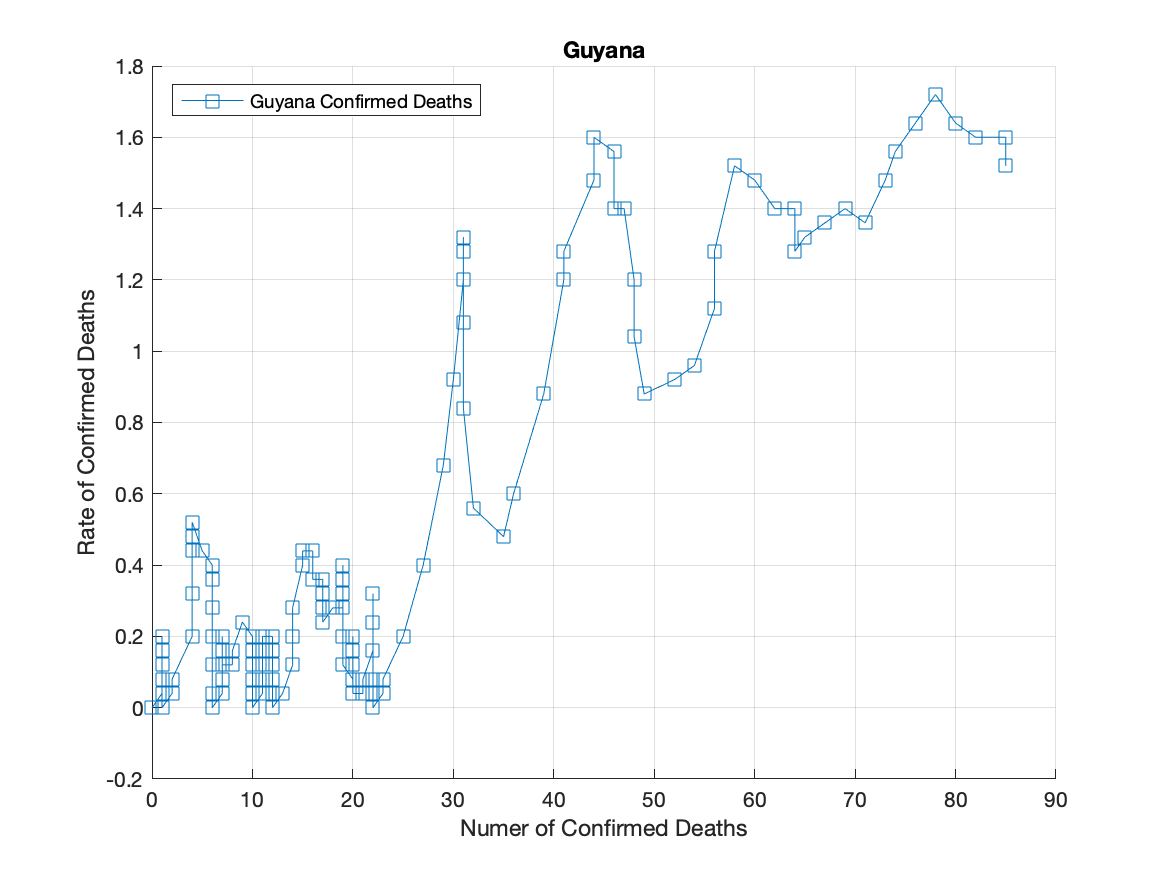 Guyana
Guyana Confirmed Deaths
1.8
1.6
1.4
1.2
1
0.8
0.6
0.4
0.2
0
-0.2
Rate of Confirmed Deaths
0 10 20 30 40 50 60 70 80 90
Numer of Confirmed Deaths